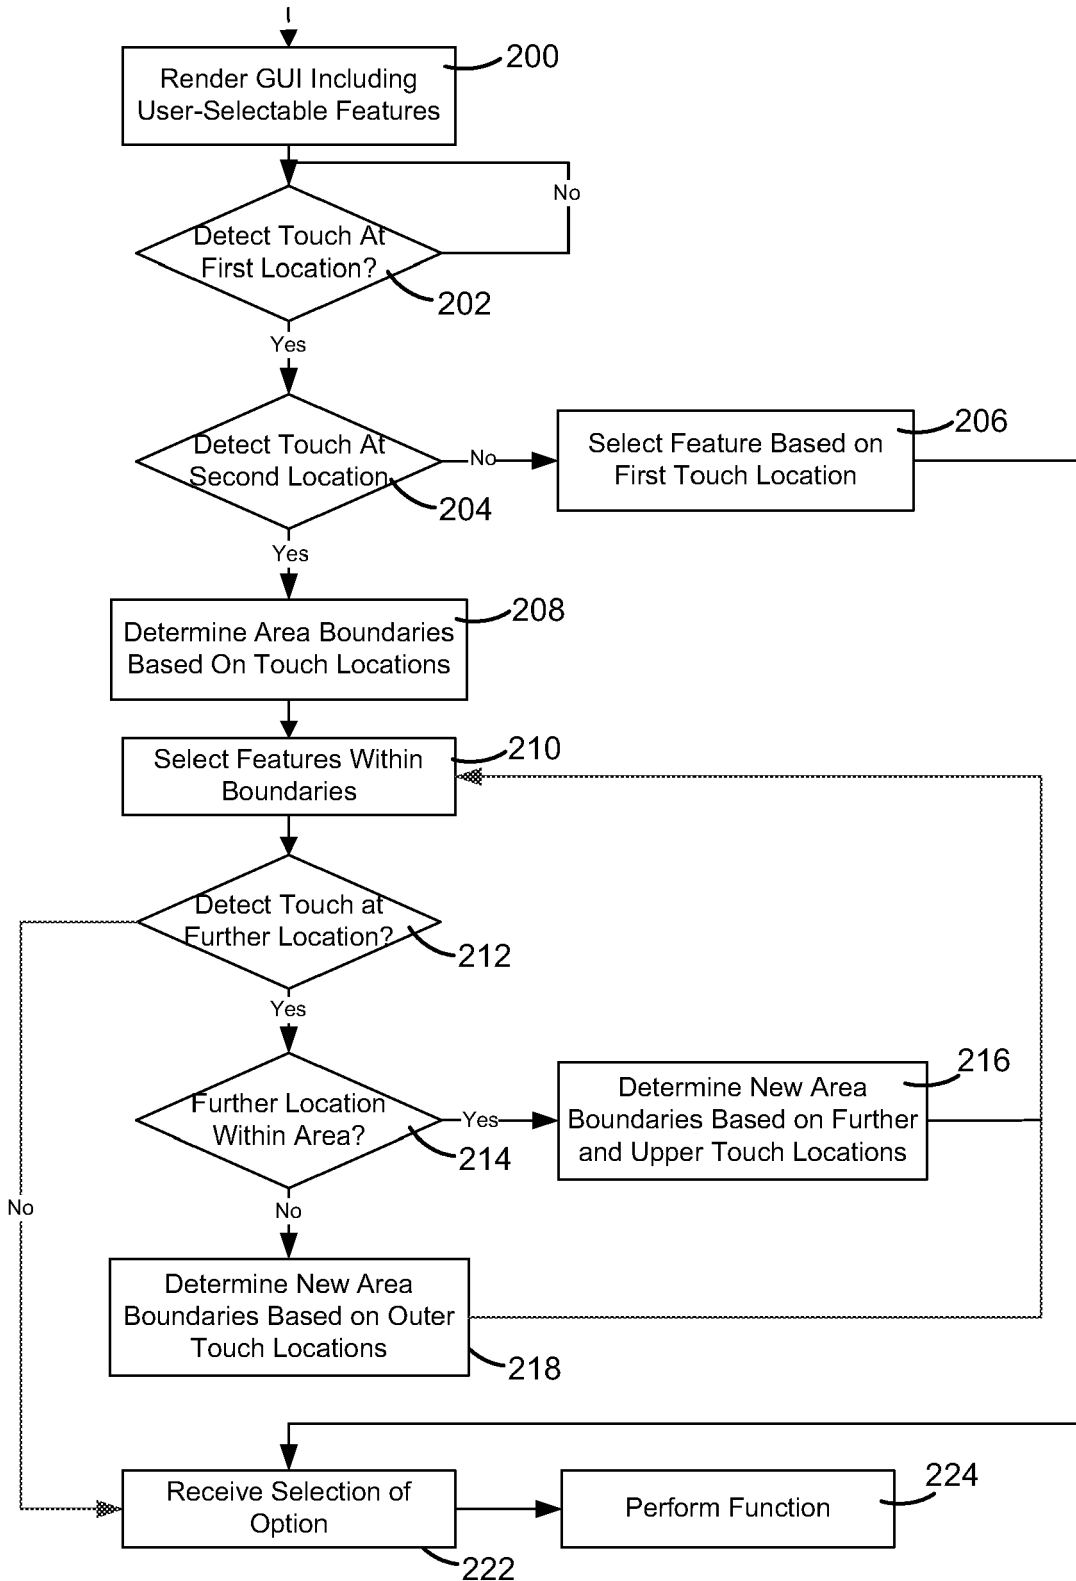 200
Render GUI Including
User-Selectable Features
No
Detect Touch At
First Location?
202
Yes
Detect Touch At
Second Location
204
No
206
Select Feature Based on
First Touch Location
Yes
208
Determine Area Boundaries
Based On Touch Locations
210
Select Features Within
Boundaries
Detect Touch at
Further Location?
212
Yes
Further Location
Within Area?
214
Yes
216
Determine New Area
Boundaries Based on Further
and Upper Touch Locations
No
No
Determine New Area
Boundaries Based on Outer
Touch Locations
218
Receive Selection of
Option
222
Perform Function
224